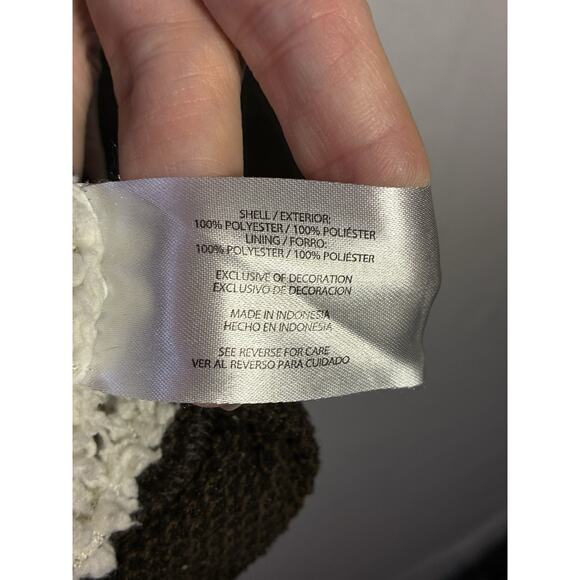 SHELL / EXTERIOR:
100% POLYESTER / 100% POLIÉSTER
LINING / FORRO:
100% POLYESTER / 100% POLIÉSTER
EXCLUSIVE OF DECORATION
EXCLUSIVO DE DECORACION
MADE IN INDONESIA
HECHO EN INDONESIA
SEE REVERSE FOR CARE
VER AL REVERSO PARA CUIDADO